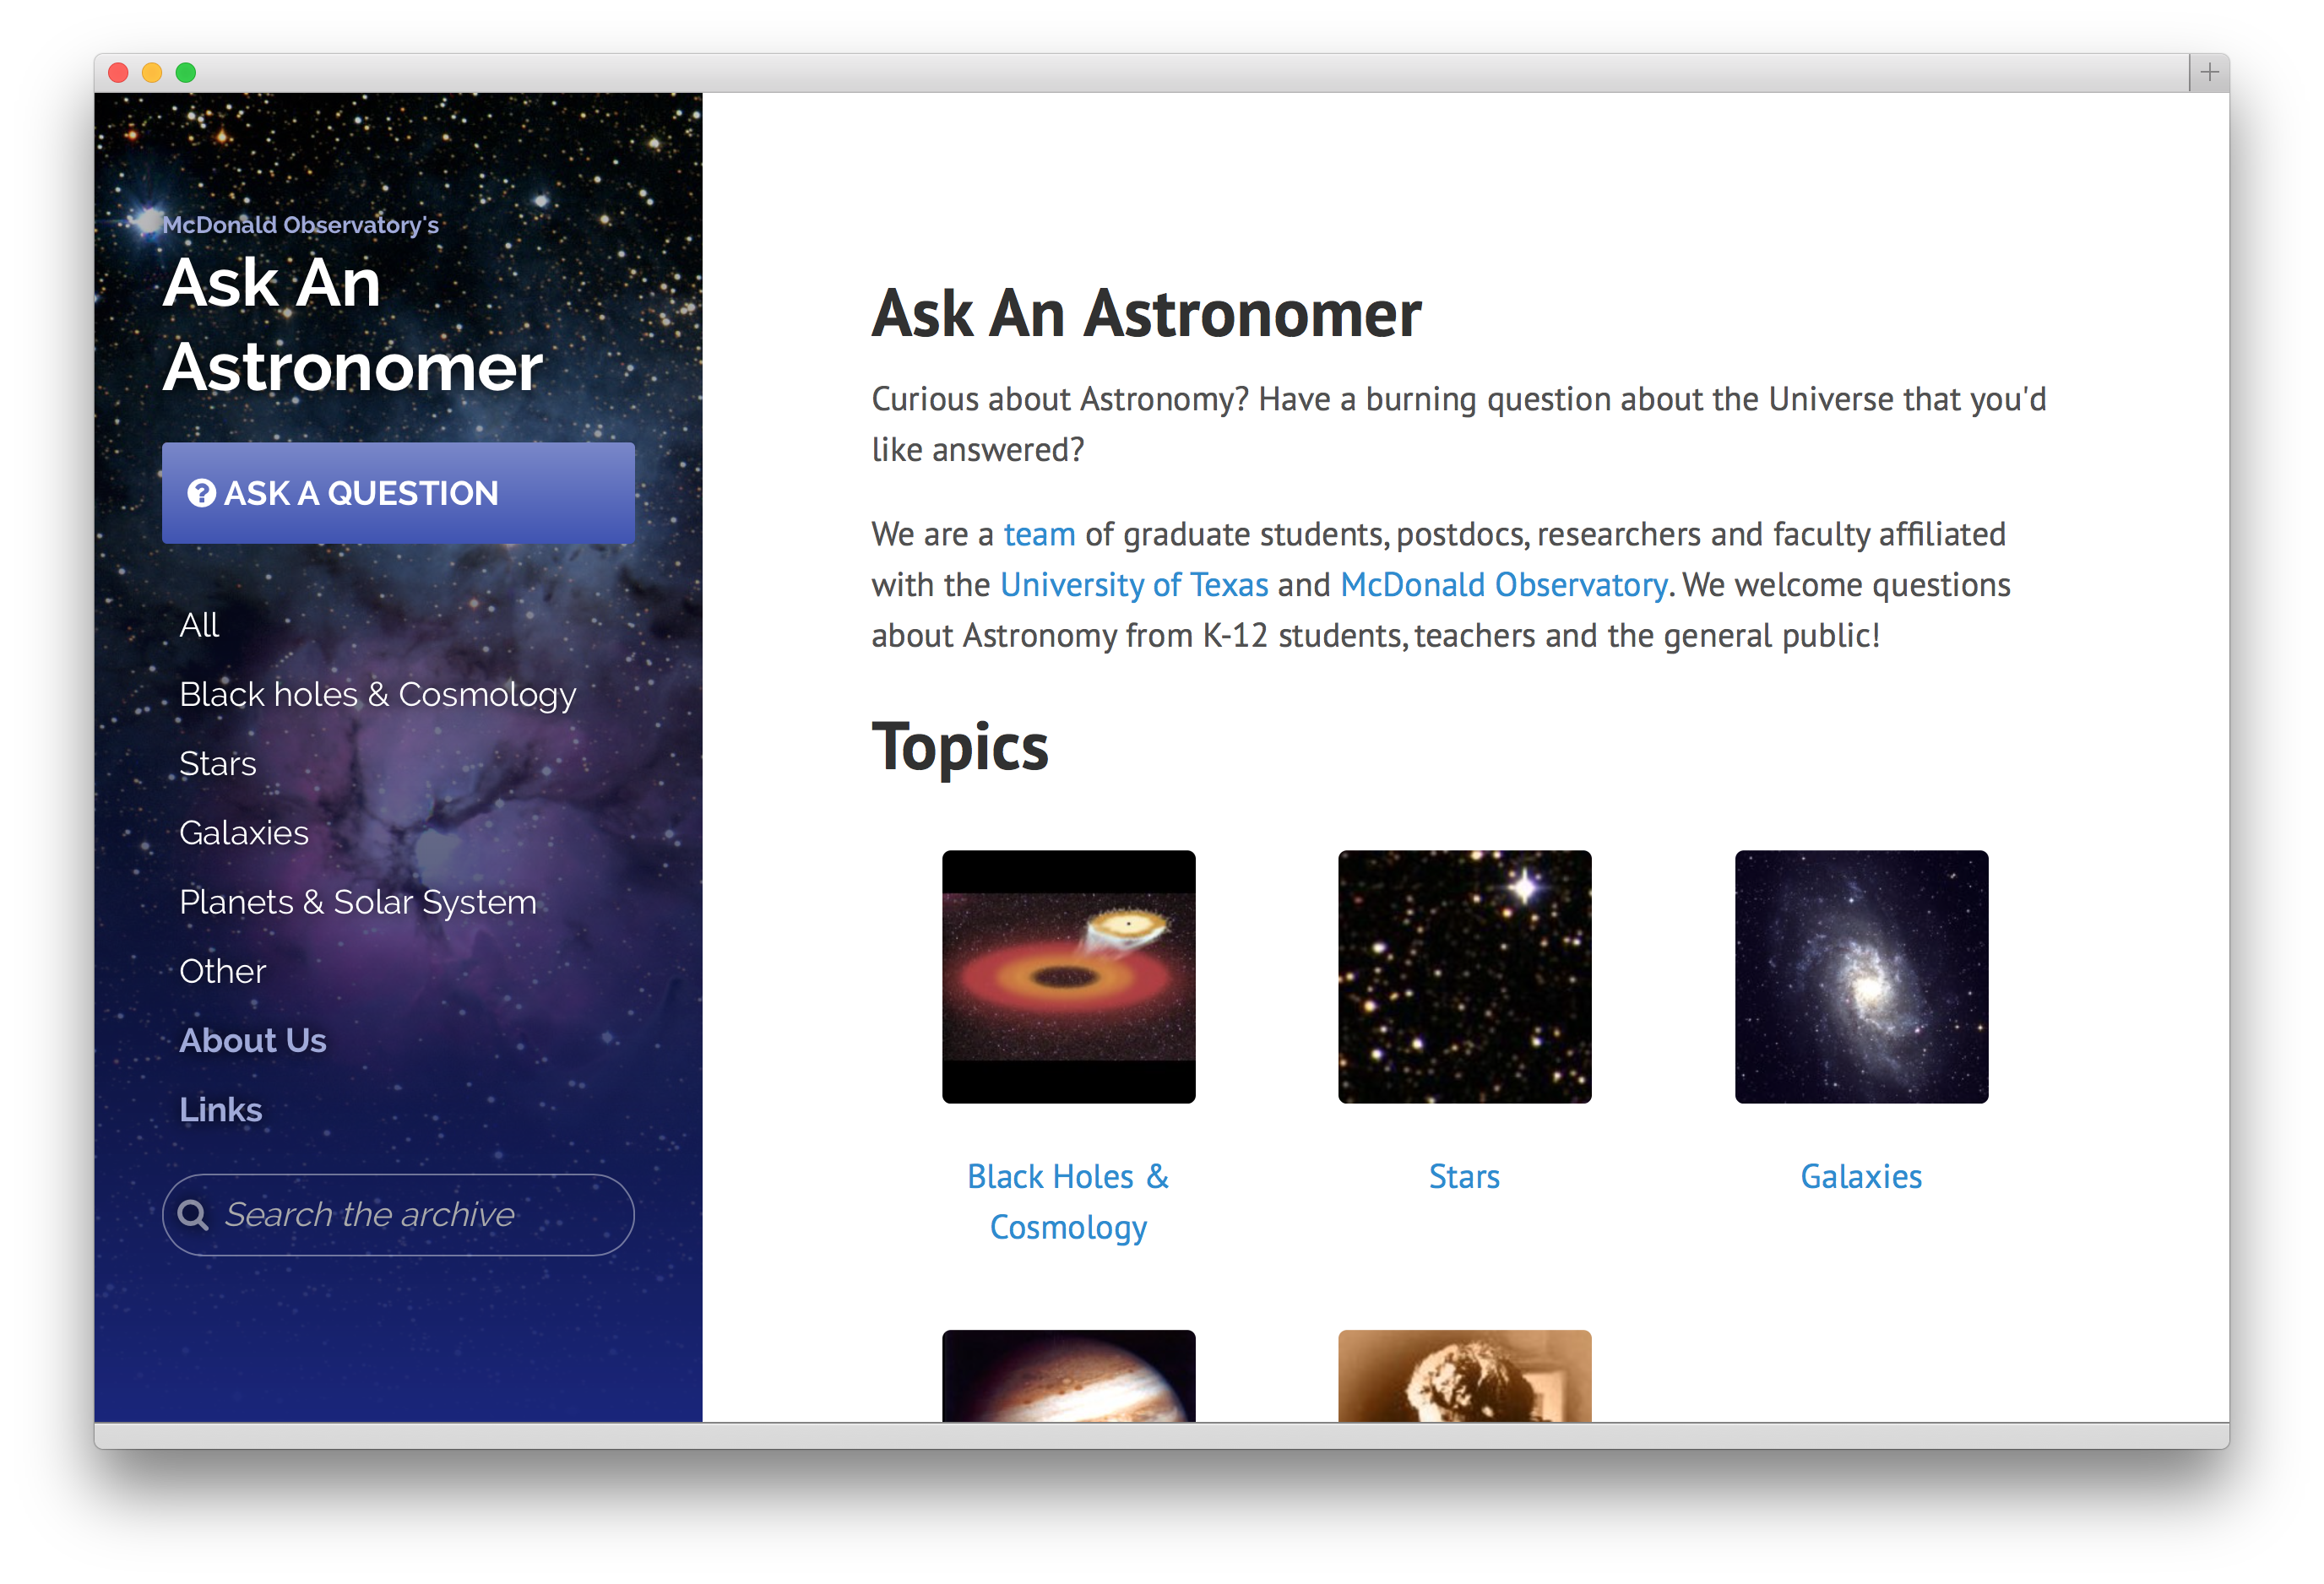 McDonald Observatory's
Ask An
Astronomer
ASK A QUESTION
All
Black holes & Cosmology
Stars
Galaxies
Planets & Solar System
Other
About Us
Links
Search the archive
Ask An Astronomer
Curious about Astronomy? Have a burning question about the Universe that you'd
like answered?
We are a team of graduate students, postdocs, researchers and faculty affiliated
with the University of Texas and McDonald Observatory. We welcome questions
about Astronomy from K-12 students, teachers and the general public!
Topics
Black Holes &
Cosmology
Stars
Galaxies